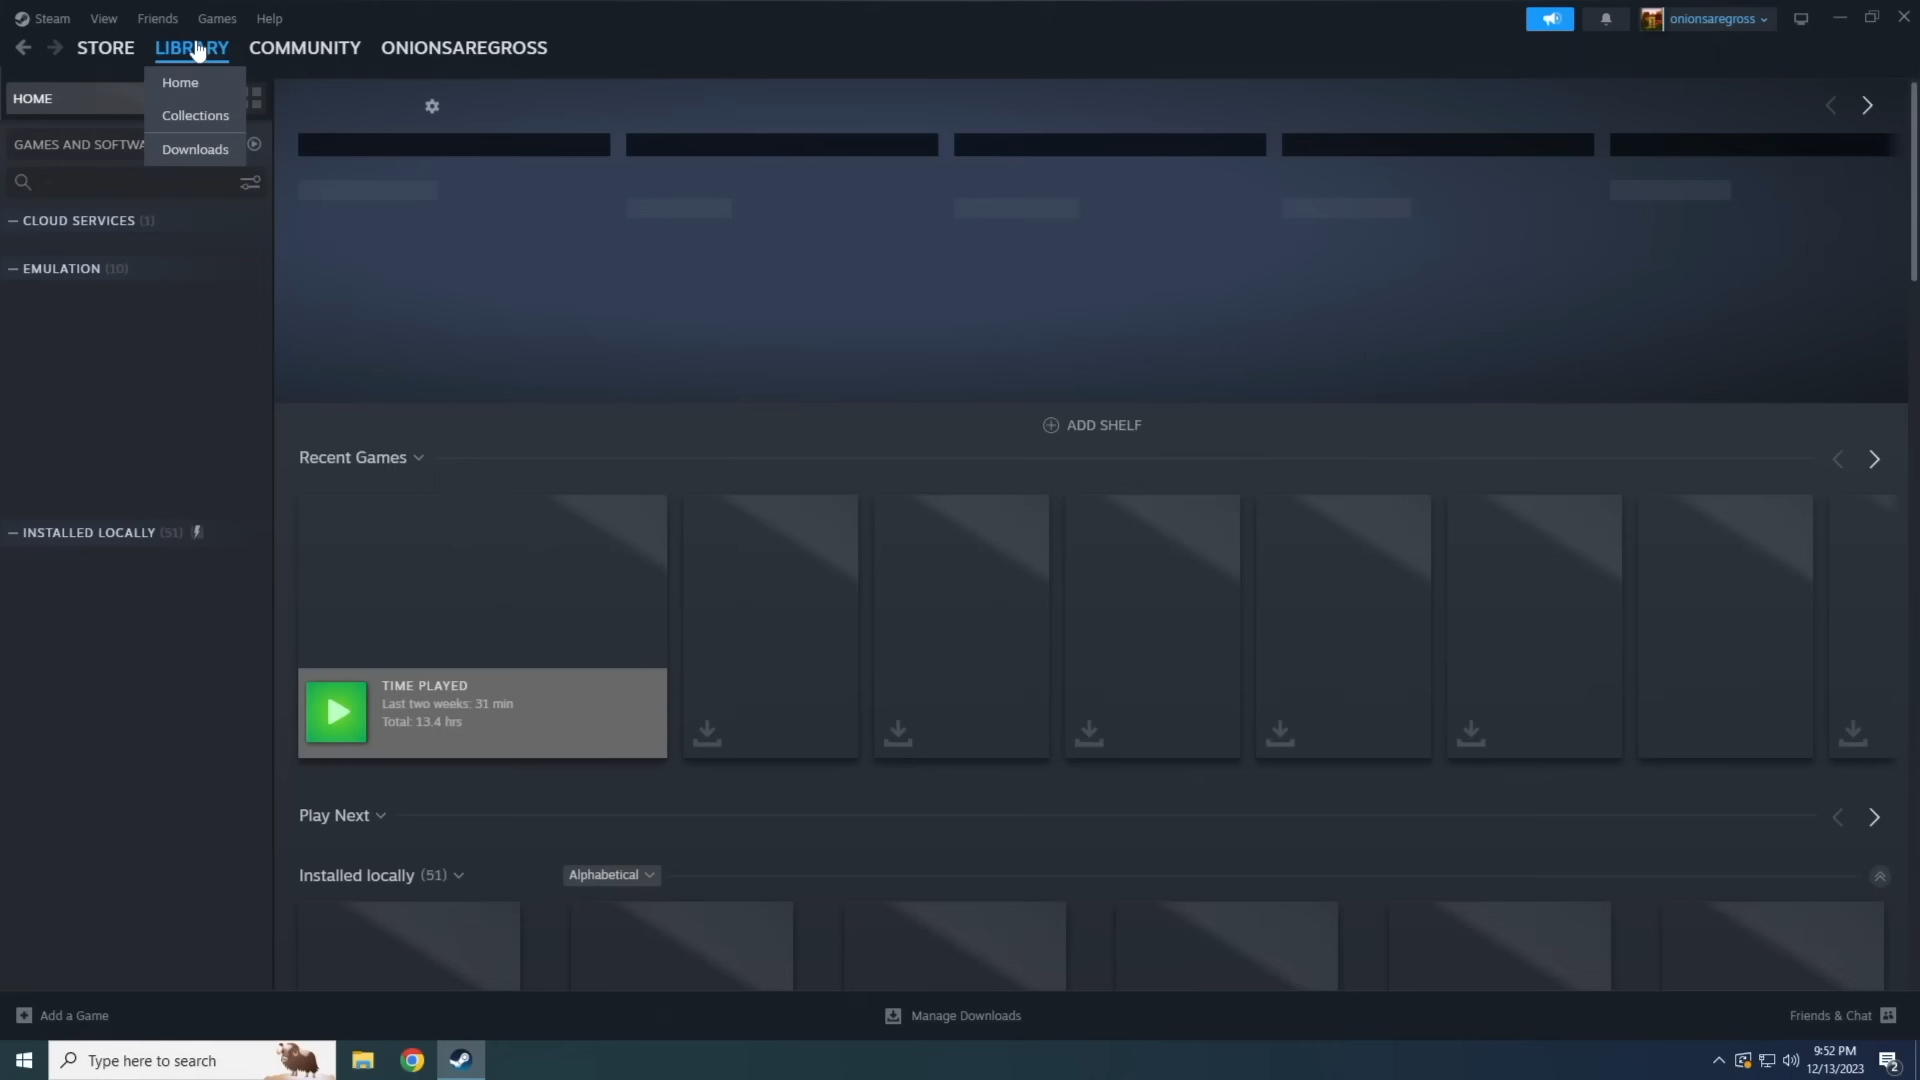 Steam View Friends Games Help
onionsaregross
STORE LIBRARY COMMUNITY ONIONSAREGROSS
Home
Collections
Downloads
HOME
GAMES AND SOFTWA
CLOUD SERVICES (1)
EMULATION (10)
INSTALLED LOCALLY (51)
ADD SHELF
Recent Games
TIME PLAYED
Last two weeks: 31 min
Total: 13.4 hrs
Play Next
Installed locally (51)
Alphabetical
Add a Game
Manage Downloads
Friends & Chat
Type here to search
9:52 PM
12/13/2023
2